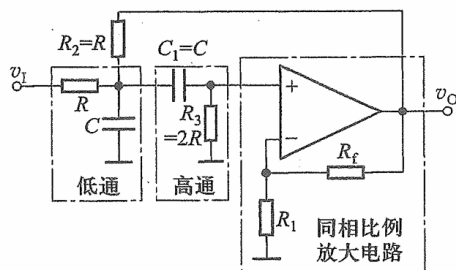 R₂=R
C₁=C
v_I
R
C
R₃
=2R
+
−
v_O
R_f
R₁
低通
高通
同相比例
放大电路